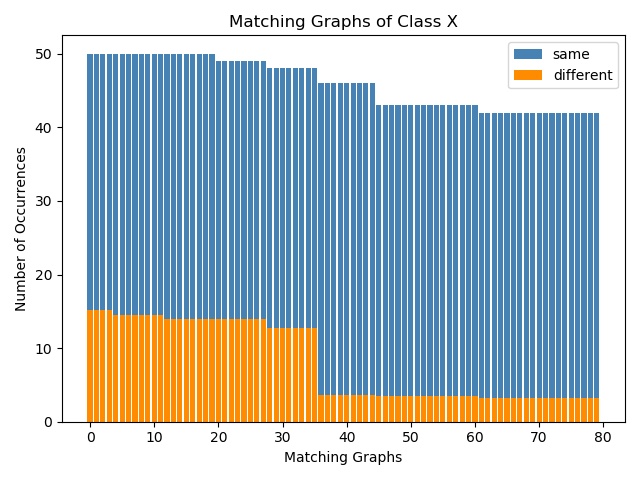 Matching Graphs of Class X
same
different
Number of Occurrences
50
40
30
20
10
0
0 10 20 30 40 50 60 70 80
Matching Graphs